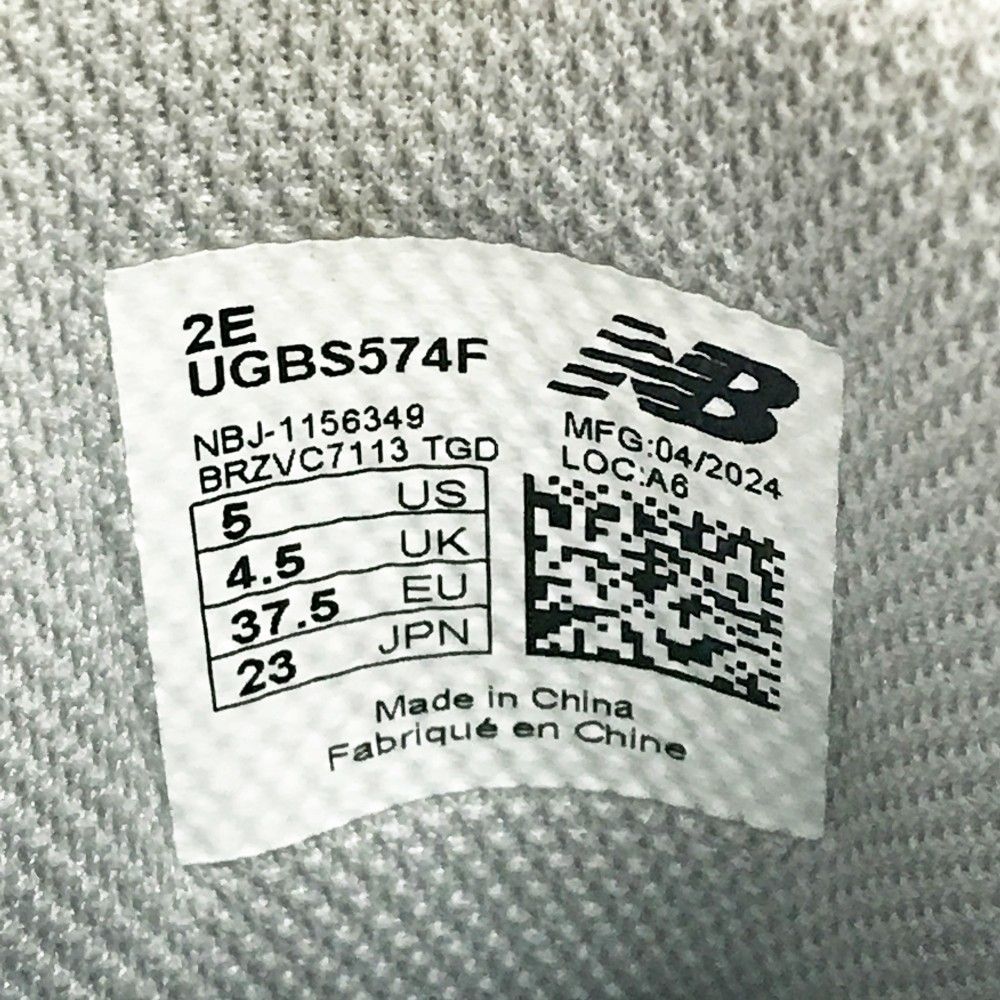 2E
UGBS574F
NB
NBJ-1156349
BRZVC7113 TGD
MFG:04/2024
LOC:A6
5 US
4.5 UK
37.5 EU
23 JPN
Made in China
Fabriqué en Chine